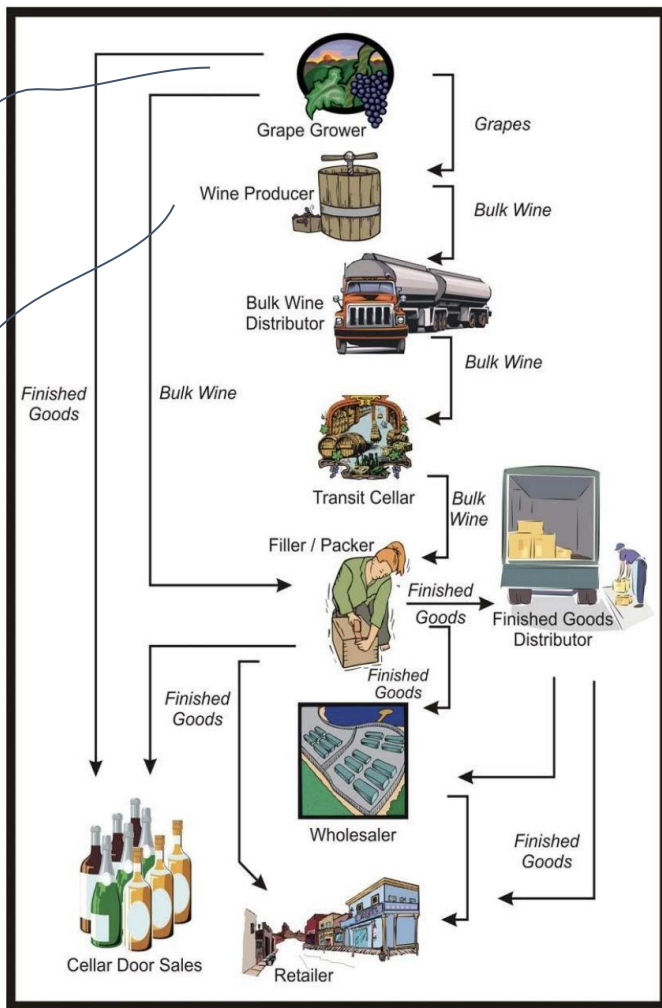 Grape Grower
Grapes
Wine Producer
Bulk Wine
Bulk Wine
Distributor
Bulk Wine
Finished
Goods
Bulk Wine
Transit Cellar
Bulk
Wine
Filler / Packer
Finished
Goods
Finished Goods
Distributor
Finished
Goods
Finished
Goods
Wholesaler
Finished
Goods
Cellar Door Sales
Retailer